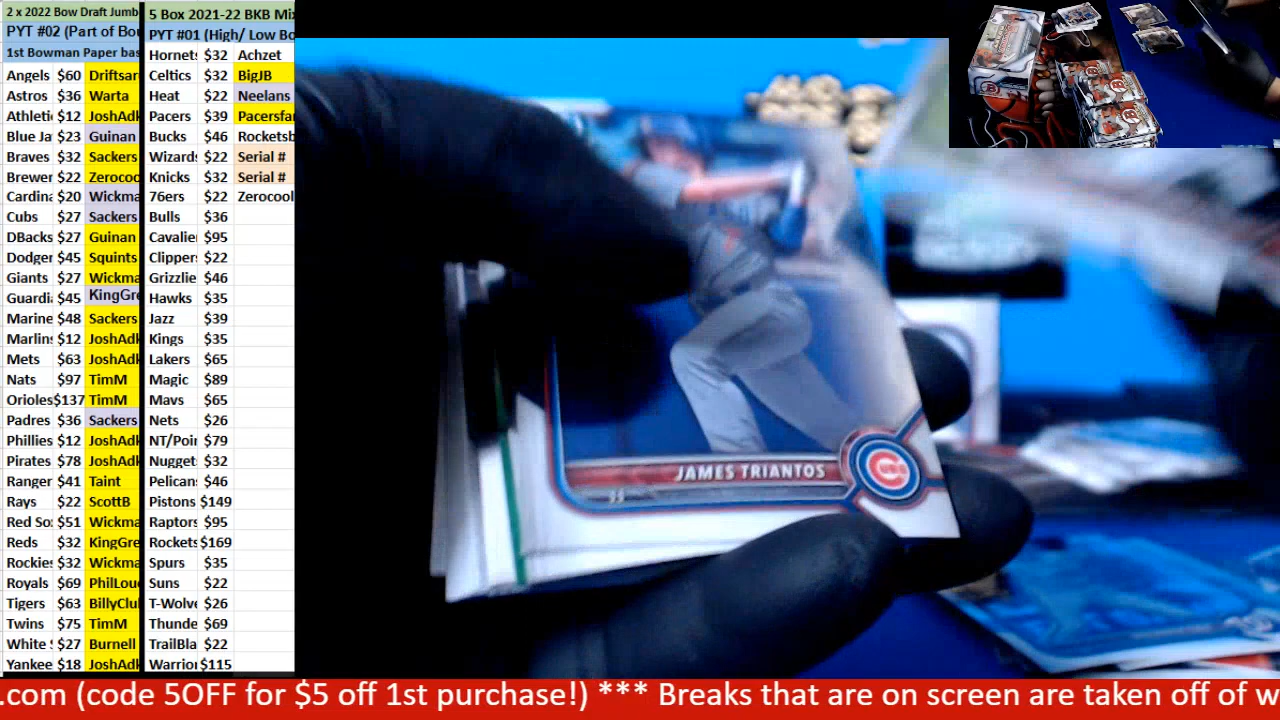 2 x 2022 Bow Draft Jumb
PYT #02 (Part of Bo
1st Bowman Paper bas
Angels $60 Driftsar
Astros $36 Warta
Athleti $12 JoshAdk
Blue Ja $23 Guinan
Braves $32 Sackers
Brewer $22 Zerocoo
Cardina $20 Wickma
Cubs $27 Sackers
DBacks $27 Guinan
Dodger $45 Squints
Giants $27 Wickma
Guardi $45 KingGre
Marine $48 Sackers
Marlins $12 JoshAdk
Mets $63 JoshAdk
Nats $97 TimM
Orioles $137 TimM
Padres $36 Sackers
Phillies $12 JoshAdk
Pirates $78 JoshAdk
Ranger $41 Taint
Rays $22 ScottB
Red So $51 Wickma
Reds $32 KingGre
Rockies $32 Wickma
Royals $69 PhilLou
Tigers $63 BillyClu
Twins $75 TimM
White $27 Burnell
Yankee $18 JoshAdk
5 Box 2021-22 BKB Mix
PYT #01 (High/ Low Bo
Hornets $32 Achzet
Celtics $32 BigJB
Heat $22 Neelans
Pacers $39 Pacersfa
Bucks $46 Rocketsb
Wizards $22 Serial #
Knicks $32 Serial #
76ers $22 Zerocool
Bulls $36
Cavalie $95
Clippers $22
Grizzlie $46
Hawks $35
Jazz $39
Kings $35
Lakers $65
Magic $89
Mavs $65
Nets $26
NT/Poin $79
Nuggets $32
Pelicans $46
Pistons $149
Raptors $95
Rockets $169
Spurs $35
Suns $22
T-Wolve $26
Thunde $69
TrailBla $22
Warrior $115
JAMES TRIANTOS
CUBS
.com (code 5OFF for $5 off 1st purchase!) *** Breaks that are on screen are taken off of w